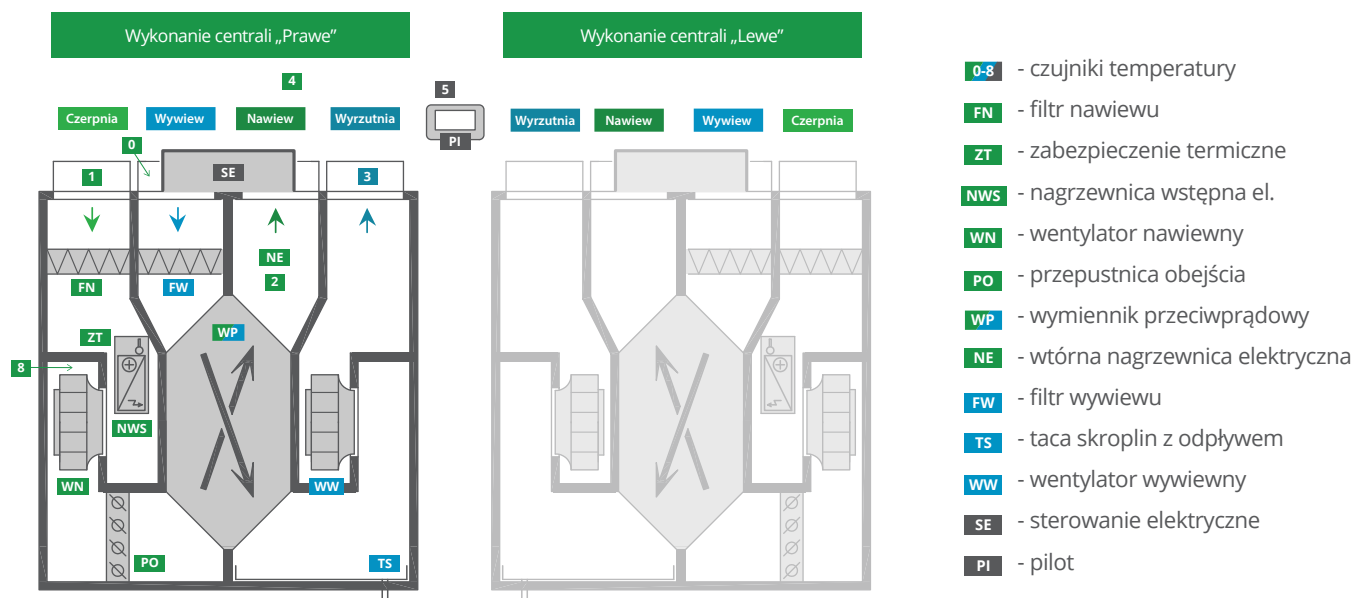 Wykonanie centrali „Prawe”
Wykonanie centrali „Lewe”
4
5
Czerpnia
Wywiew
Nawiew
Wyrzutnia
PI
Wyrzutnia
Nawiew
Wywiew
Czerpnia
0
1
SE
3
NE
2
FN
FW
ZT
WP
8
NWS
WN
WW
PO
TS
0-8 - czujniki temperatury
FN - filtr nawiewu
ZT - zabezpieczenie termiczne
NWS - nagrzewnica wstępna el.
WN - wentylator nawiewny
PO - przepustnica obejścia
WP - wymiennik przeciwprądowy
NE - wtórna nagrzewnica elektryczna
FW - filtr wywiewu
TS - taca skroplin z odpływem
WW - wentylator wywiewny
SE - sterowanie elektryczne
PI - pilot